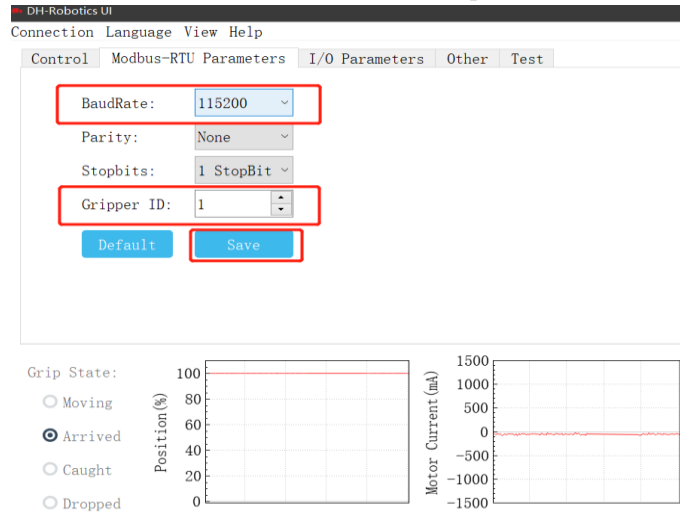 DH-Robotics UI
Connection Language View Help
Control Modbus-RTU Parameters I/O Parameters Other Test
BaudRate: 115200
Parity: None
Stopbits: 1 StopBit
Gripper ID: 1
Default Save
Grip State:
Moving
Arrived
Caught
Dropped
Position(%)
100
80
60
40
20
0
Motor Current(mA)
1500
1000
500
0
-500
-1000
-1500